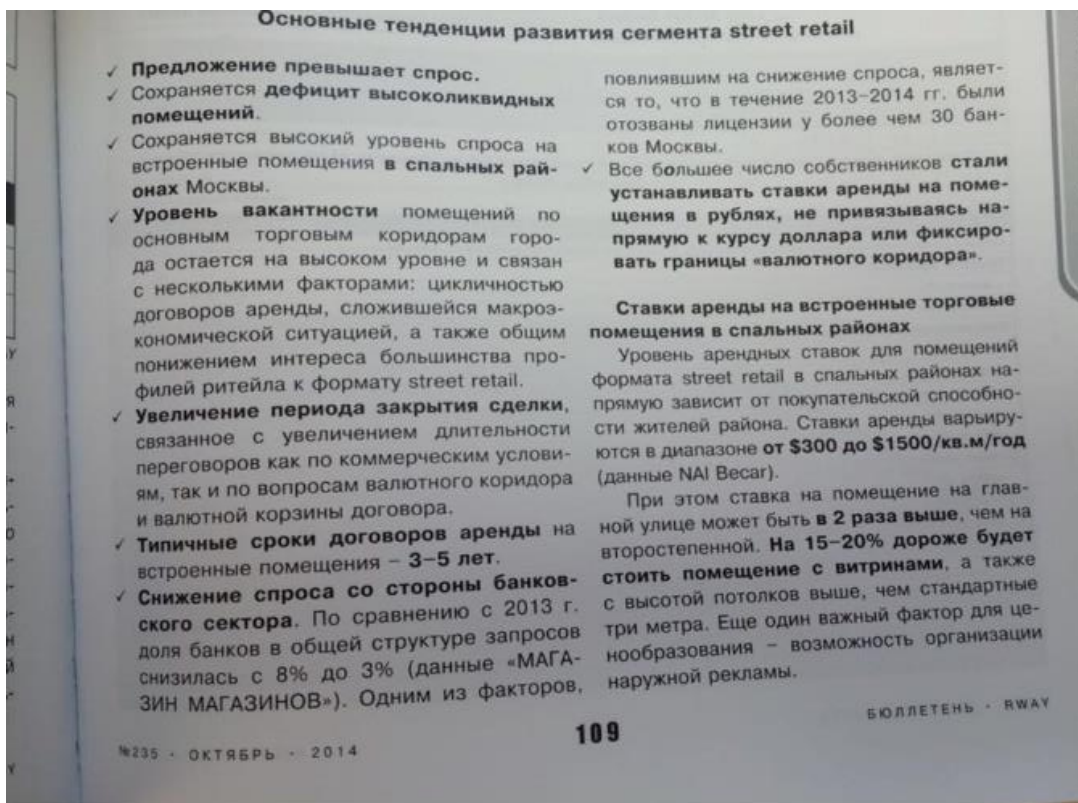 Основные тенденции развития сегмента street retail
✓ Предложение превышает спрос.
✓ Сохраняется дефицит высоколиквидных
помещений.
✓ Сохраняется высокий уровень спроса на
встроенные помещения в спальных рай-
онах Москвы.
✓ Уровень вакантности помещений по
основным торговым коридорам горо-
да остается на высоком уровне и связан
с несколькими факторами: цикличностью
договоров аренды, сложившейся макроэ-
кономической ситуацией, а также общим
понижением интереса большинства про-
филей ритейла к формату street retail.
✓ Увеличение периода закрытия сделки,
связанное с увеличением длительности
переговоров как по коммерческим услови-
ям, так и по вопросам валютного коридора
и валютной корзины договора.
✓ Типичные сроки договоров аренды на
встроенные помещения – 3–5 лет.
✓ Снижение спроса со стороны банков-
ского сектора. По сравнению с 2013 г.
доля банков в общей структуре запросов
снизилась с 8% до 3% (данные «МАГА-
ЗИН МАГАЗИНОВ»). Одним из факторов,
повлиявшим на снижение спроса, являет-
ся то, что в течение 2013–2014 гг. были
отозваны лицензии у более чем 30 бан-
ков Москвы.
✓ Все большее число собственников стали
устанавливать ставки аренды на поме-
щения в рублях, не привязываясь на-
прямую к курсу доллара или фиксиро-
вать границы «валютного коридора».
Ставки аренды на встроенные торговые
помещения в спальных районах
Уровень арендных ставок для помещений
формата street retail в спальных районах на-
прямую зависит от покупательской способно-
сти жителей района. Ставки аренды варьиру-
ются в диапазоне от $300 до $1500/кв.м/год
(данные NAI Becar).
При этом ставка на помещение на глав-
ной улице может быть в 2 раза выше, чем на
второстепенной. На 15–20% дороже будет
стоить помещение с витринами, а также
с высотой потолков выше, чем стандартные
три метра. Еще один важный фактор для це-
нообразования – возможность организации
наружной рекламы.
№235 · ОКТЯБРЬ · 2014
109
БЮЛЛЕТЕНЬ · RWAY